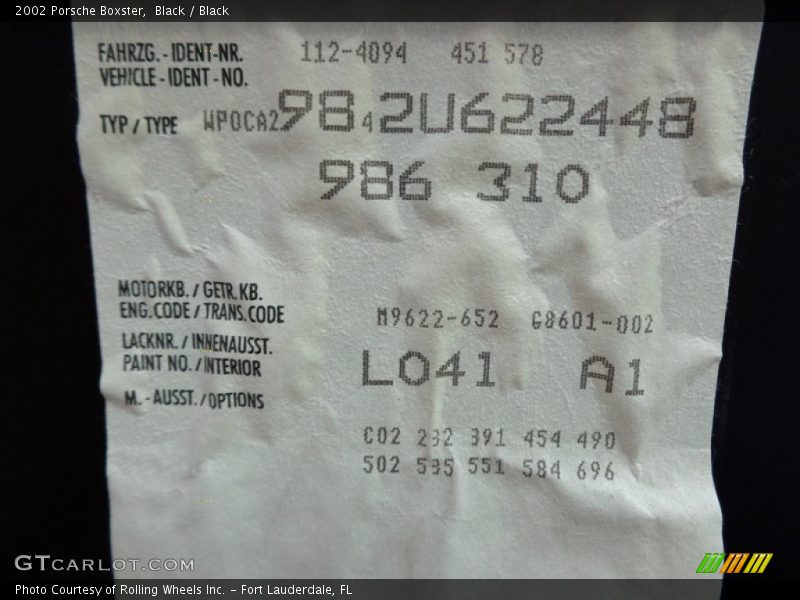 2002 Porsche Boxster,  Black / Black
FAHRZG.-IDENT-NR. 112-4094 451 578
VEHICLE-IDENT-NO.
TYP/TYPE WP0CA29842U622448
986 310
MOTORKB./GETR.KB.
ENG.CODE/TRANS.CODE M9622-652 G8601-002
LACKNR./INNENAUSST.
PAINT NO./INTERIOR L041 A1
M.-AUSST./OPTIONS
C02 232 391 454 490
502 535 551 584 696
GTCARLOT.COM
Photo Courtesy of Rolling Wheels Inc. – Fort Lauderdale, FL